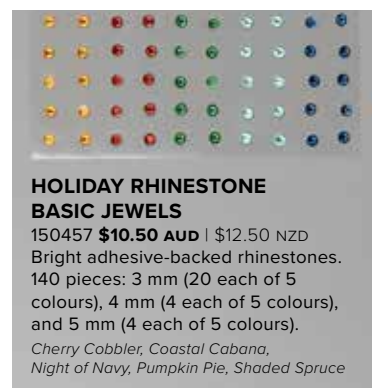 HOLIDAY RHINESTONE
BASIC JEWELS
150457 $10.50 AUD | $12.50 NZD
Bright adhesive-backed rhinestones.
140 pieces: 3 mm (20 each of 5
colours), 4 mm (4 each of 5 colours),
and 5 mm (4 each of 5 colours).
Cherry Cobbler, Coastal Cabana,
Night of Navy, Pumpkin Pie, Shaded Spruce